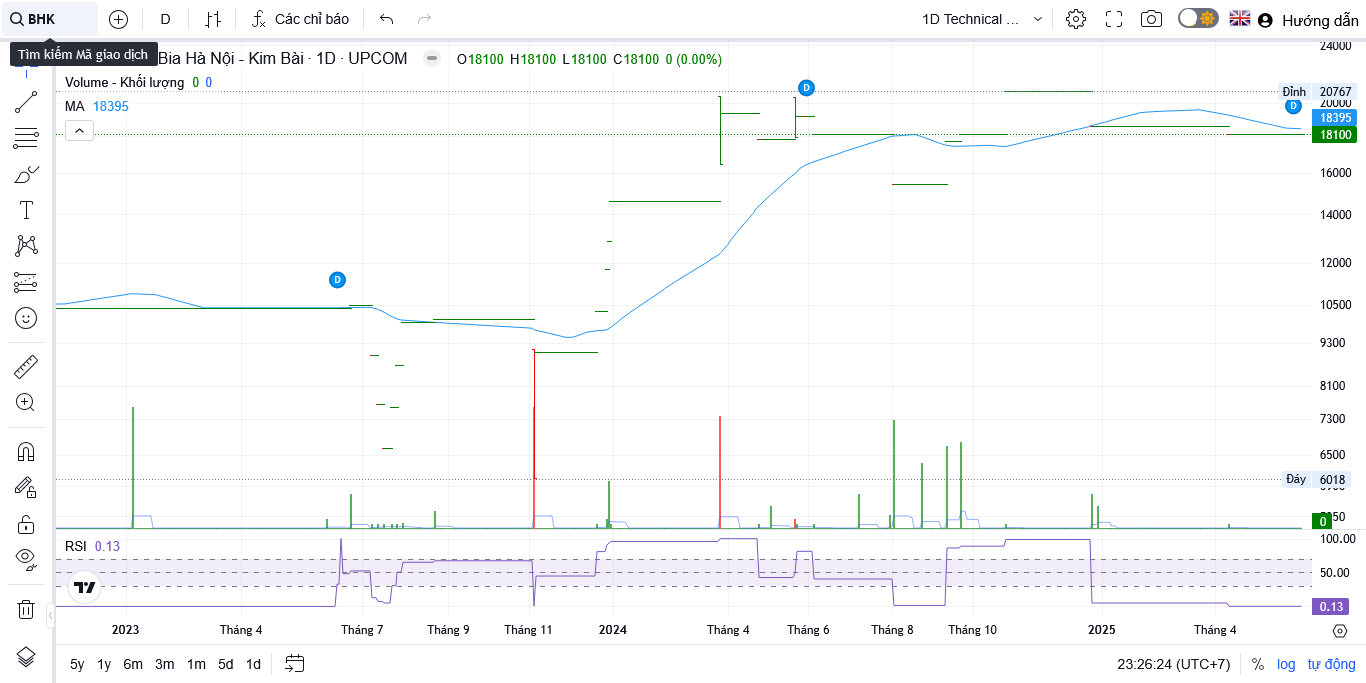 BHK
D
Các chỉ báo
1D Technical ...
Hướng dẫn
Tìm kiếm Mã giao dịch
Bia Hà Nội - Kim Bài · 1D · UPCOM
O18100 H18100 L18100 C18100 0 (0.00%)
Volume - Khối lượng 0 0
MA 18395
D
D
D
24000
Đỉnh 20767
20000
18395
18100
16000
14000
12000
10500
9300
8100
7300
6500
Đáy 6018
0
RSI 0.13
100.00
50.00
0.13
2023 Tháng 4 Tháng 7 Tháng 9 Tháng 11 2024 Tháng 4 Tháng 6 Tháng 8 Tháng 10 2025 Tháng 4
5y 1y 6m 3m 1m 5d 1d
23:26:24 (UTC+7) % log tự động